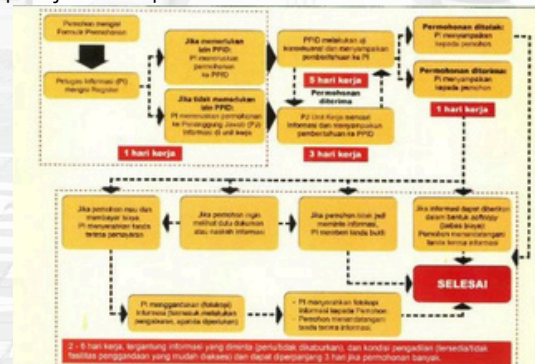 Pemohon mengisi
Formulir Permohonan
Petugas Informasi (PI)
mengisi Register
Jika memerlukan
izin PPID:
PI meneruskan
permohonan
ke PPID
Jika tidak memerlukan
izin PPID:
PI meneruskan permohonan
ke Penanggung Jawab (PJ)
Informasi di unit kerja
1 hari kerja
PPID melakukan uji
konsekuensi dan menyampaikan
pemberitahuan ke PI
5 hari kerja
Permohonan
diterima
PJ Unit Kerja mencari
informasi dan menyampaikan
pemberitahuan ke PPID
3 hari kerja
Permohonan ditolak:
PI menyampaikan
kepada pemohon
Permohonan diterima:
PI menyampaikan
kepada pemohon
1 hari kerja
Jika pemohon mau dan
membayar biaya
PI menyerahkan tanda
terima pembayaran
Jika pemohon ingin
melihat dulu dokumen
atau naskah informasi
Jika pemohon tidak jadi
meminta informasi,
PI memberi tanda bukti
Jika informasi dapat diberikan
dalam bentuk softcopy
(bebas biaya)
Pemohon menandatangani
tanda terima informasi
SELESAI
PI menggandakan (fotokopi)
informasi (termasuk melakukan
pengaburan, apabila diperlukan)
- PI menyerahkan fotokopi
informasi kepada Pemohon
- Pemohon menandatangani
tanda terima informasi
2 - 6 hari kerja, tergantung informasi yang diminta (perlu/tidak dikaburkan), dan kondisi pengadilan (tersedia/tidak
fasilitas penggandaan yang mudah diakses) dan dapat diperpanjang 3 hari jika permohonan banyak.